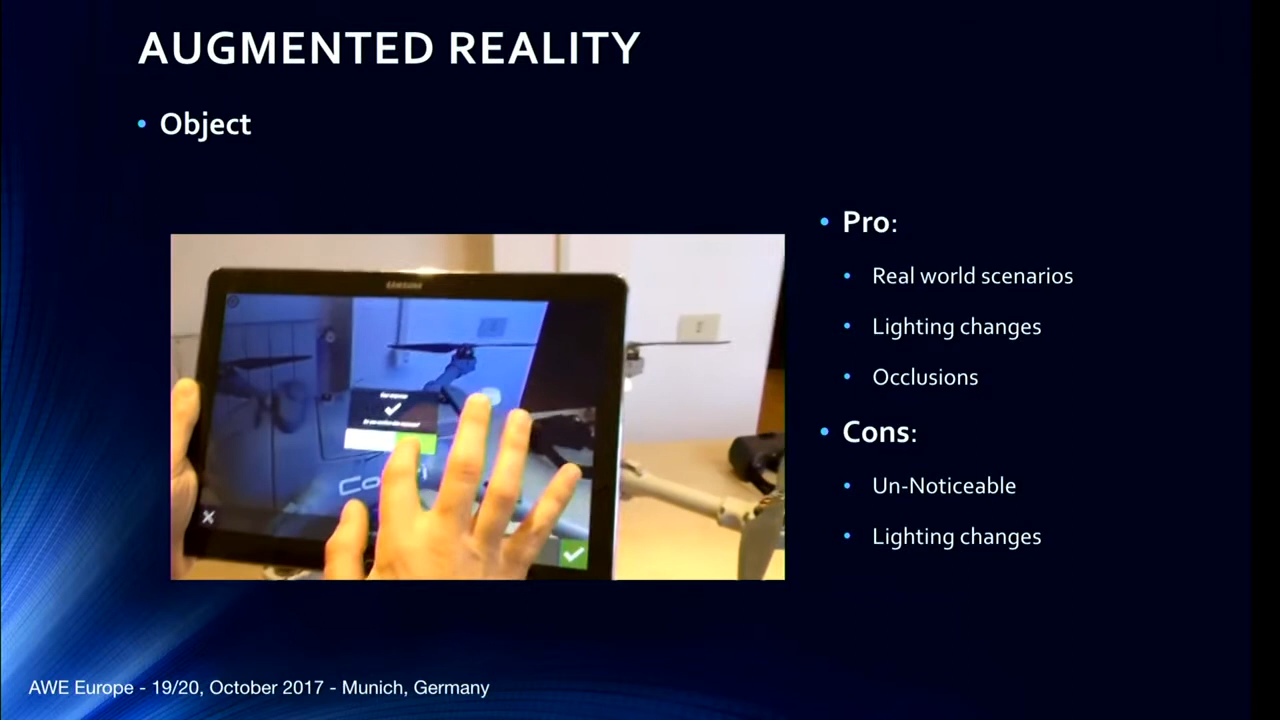 AUGMENTED REALITY
• Object
• Pro:
• Real world scenarios
• Lighting changes
• Occlusions
• Cons:
• Un-Noticeable
• Lighting changes
SAMSUNG
AWE Europe - 19/20, October 2017 - Munich, Germany